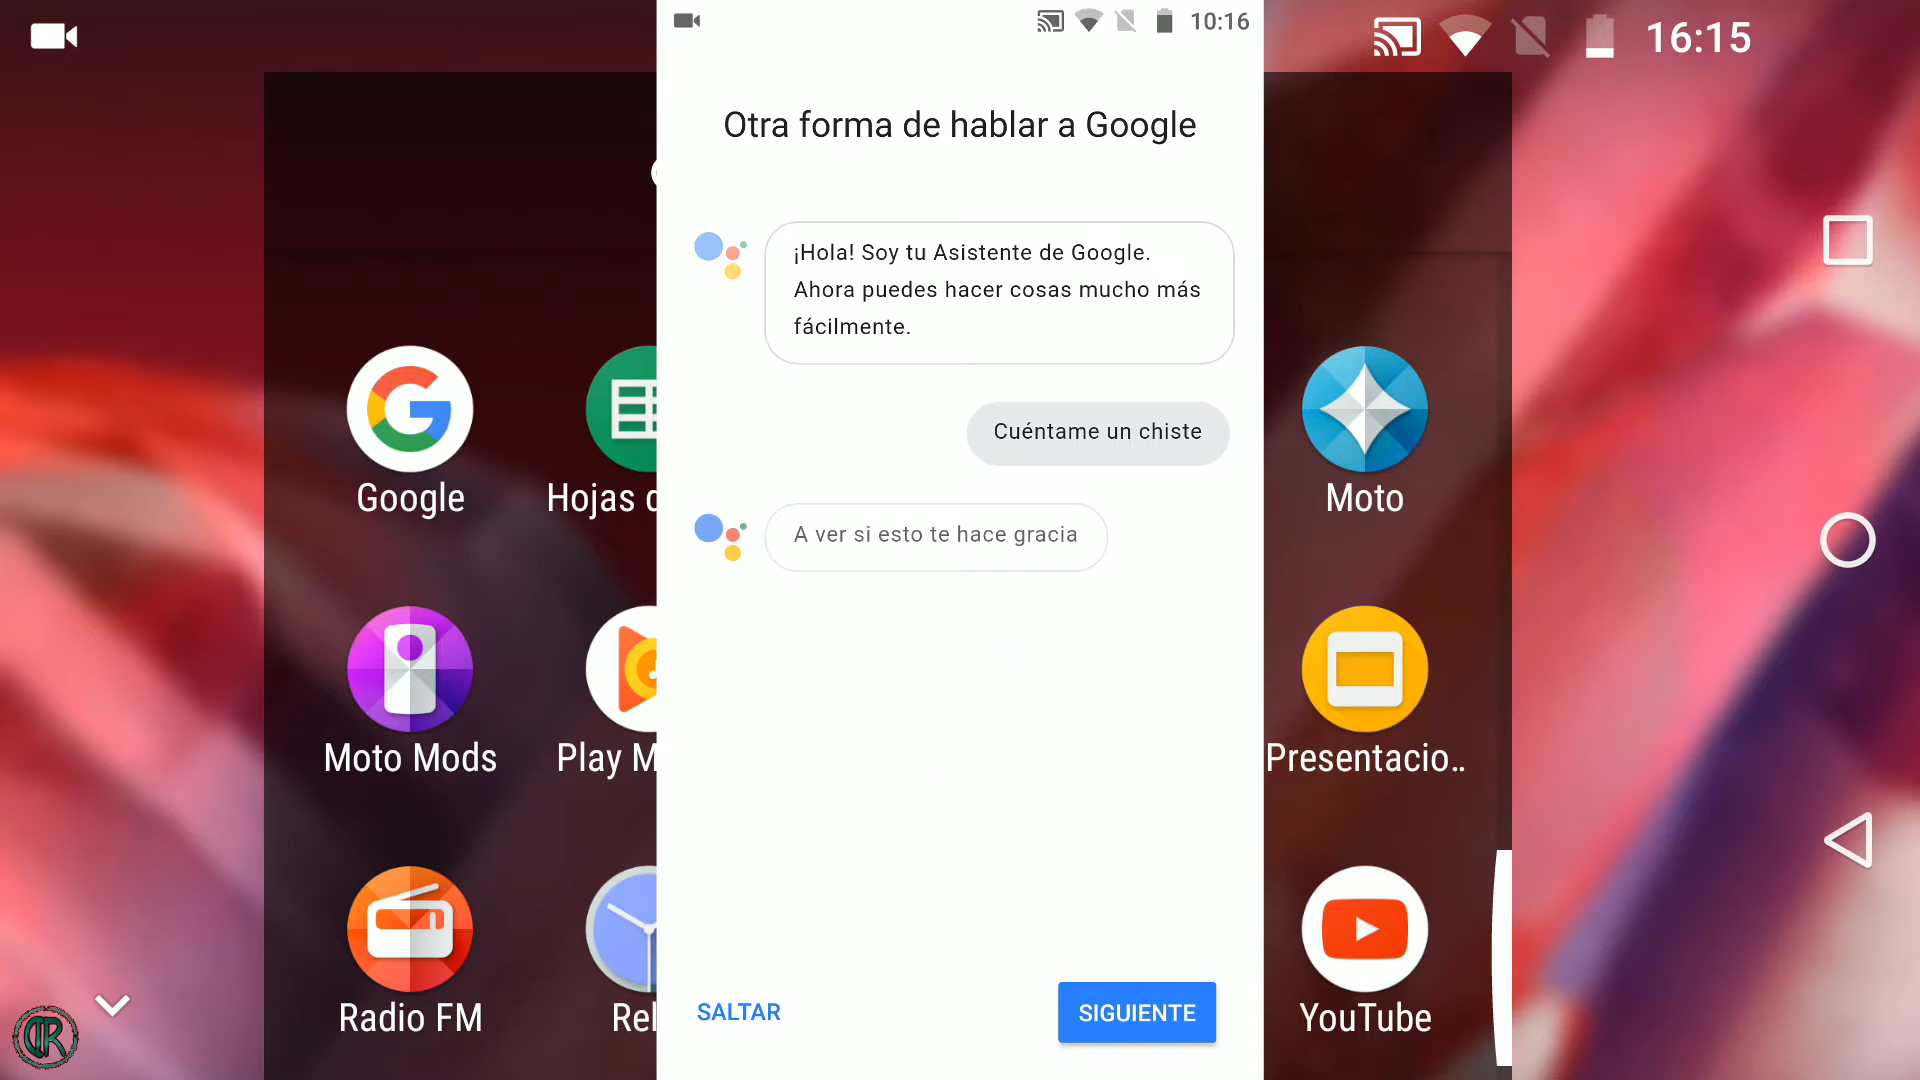 10:16
16:15
Otra forma de hablar a Google
¡Hola! Soy tu Asistente de Google.
Ahora puedes hacer cosas mucho más
fácilmente.
Cuéntame un chiste
A ver si esto te hace gracia
Google
Hojas d
Moto
Moto Mods
Play M
Presentacio...
Radio FM
Rel
YouTube
SALTAR
SIGUIENTE